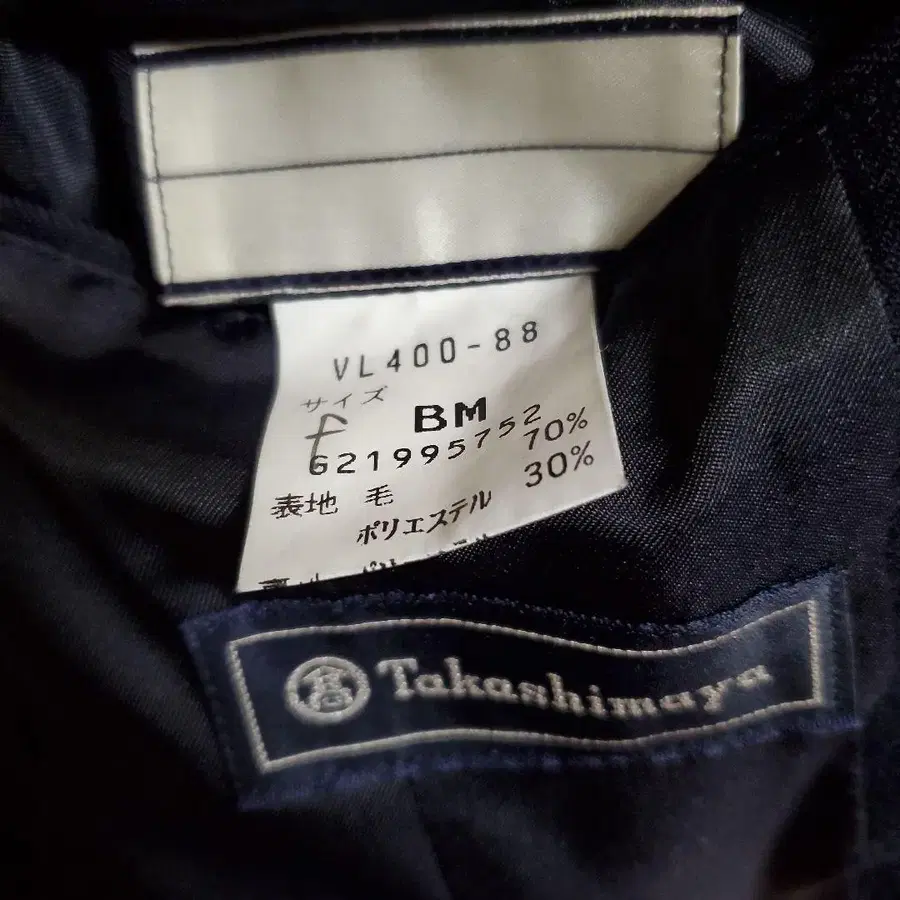 VL400-88
サイズ
BM
621995752
表地 毛 70%
ポリエステル 30%
Takashimaya